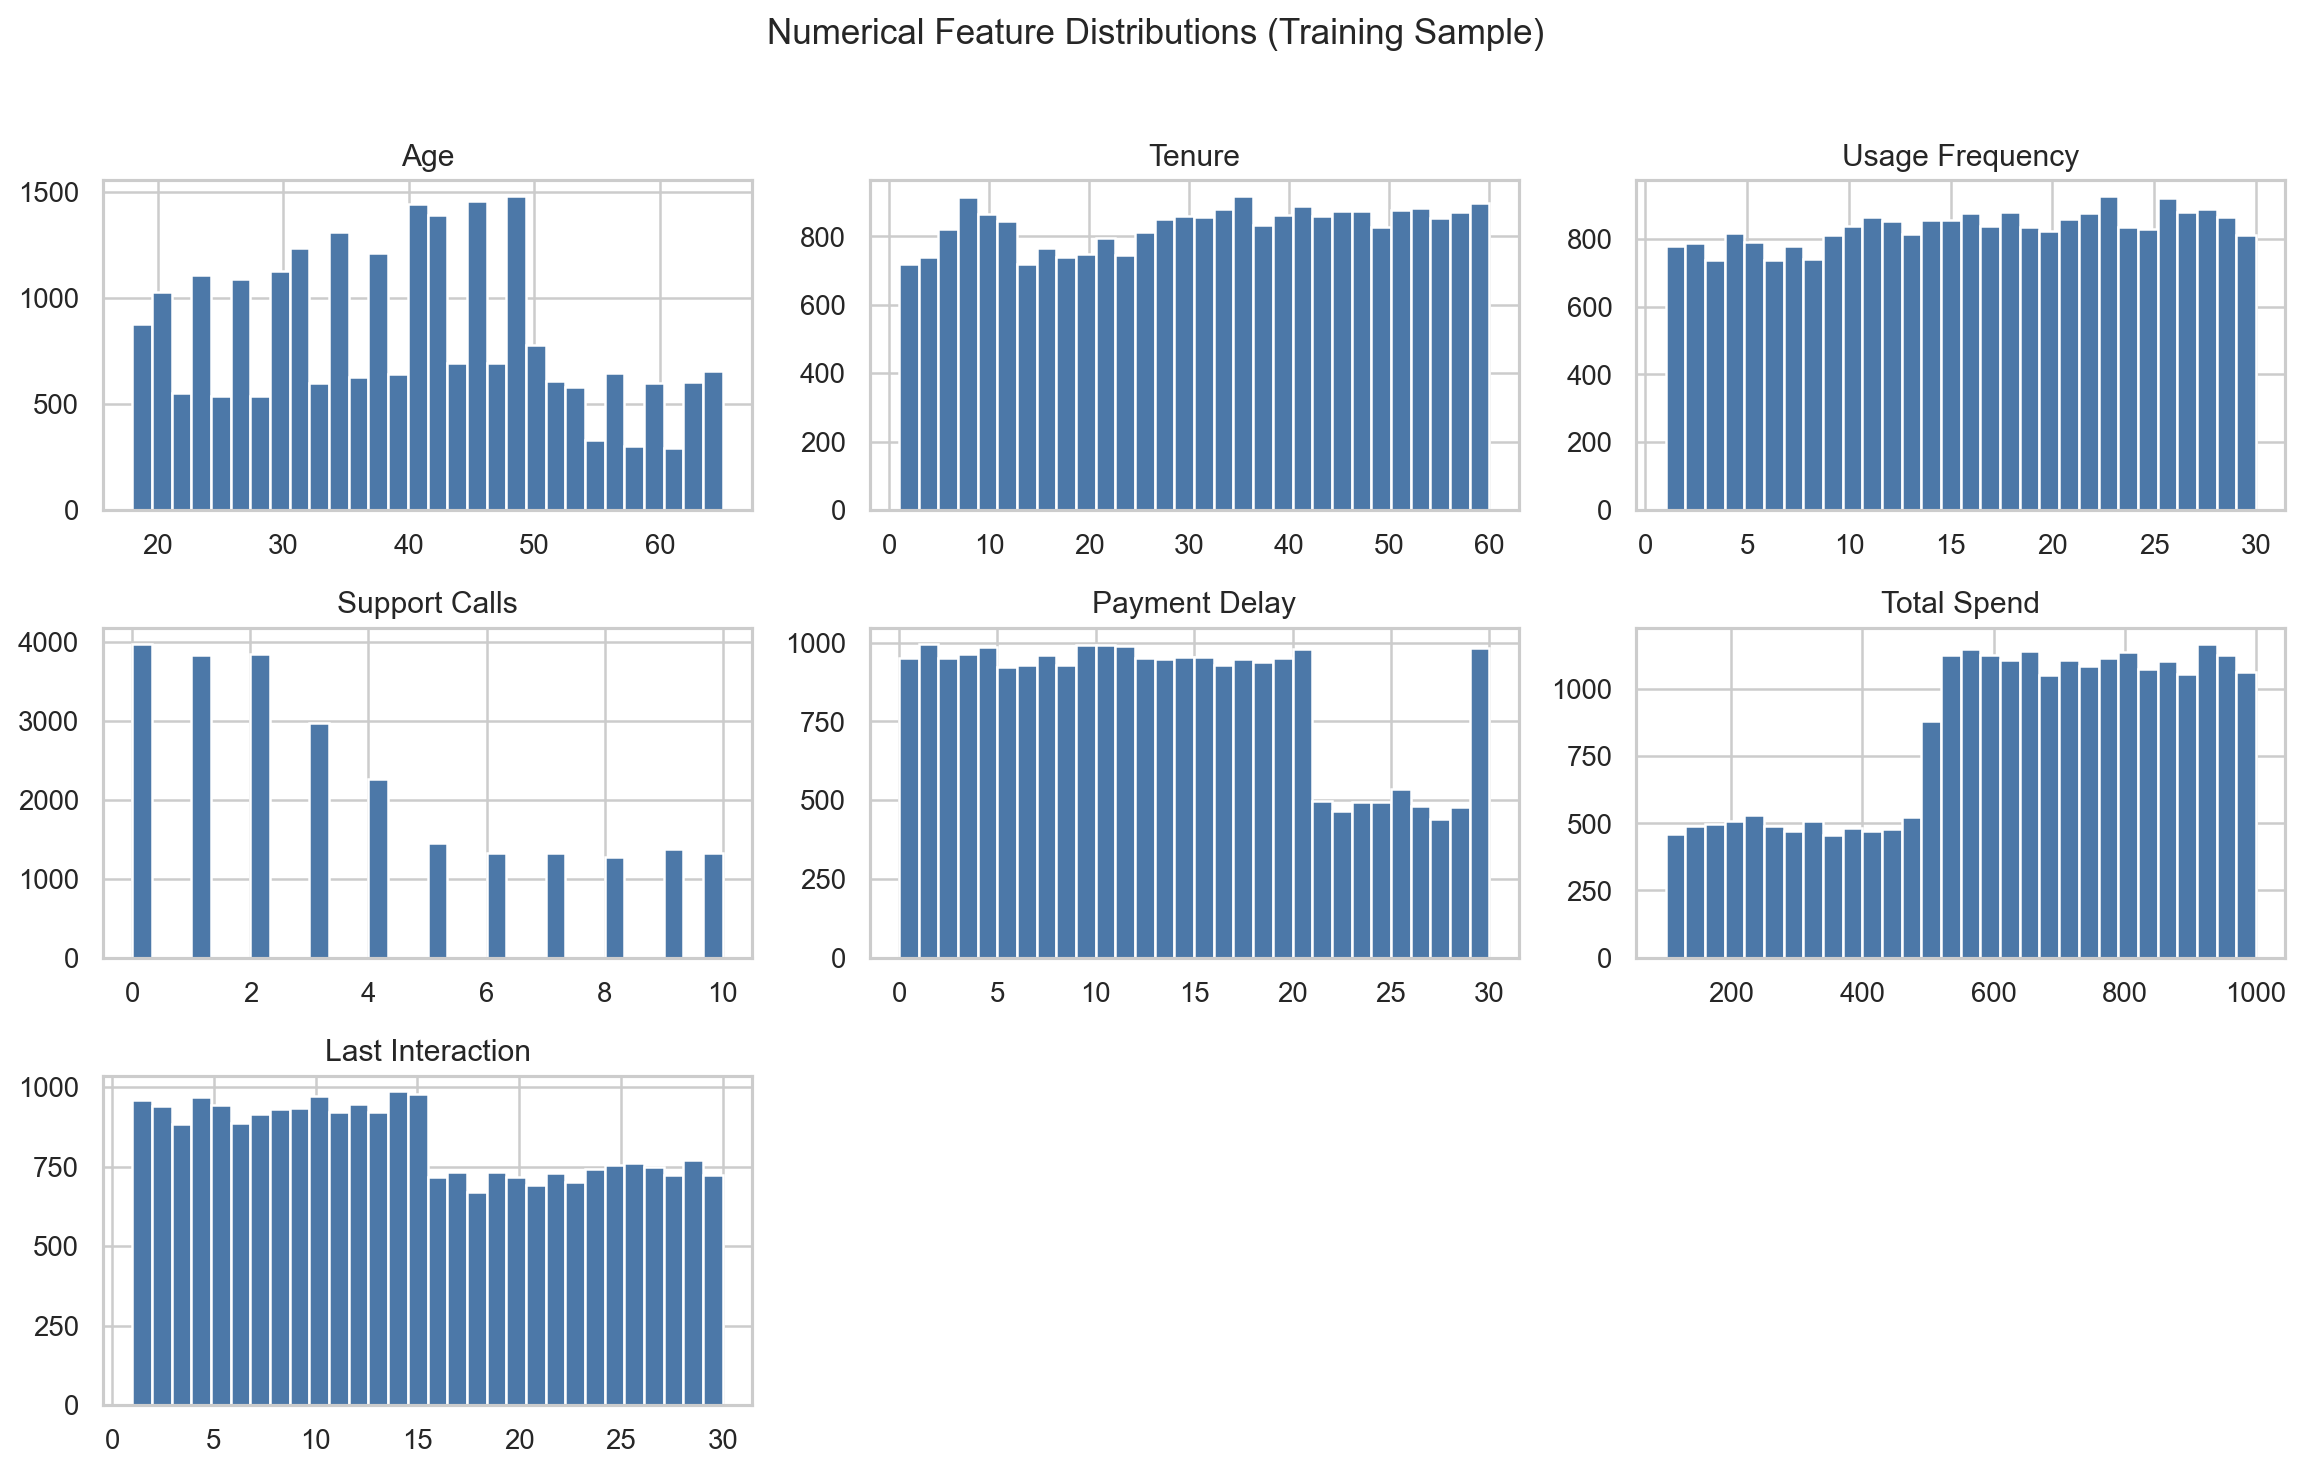 Numerical Feature Distributions (Training Sample)
Age
Tenure
Usage Frequency
1500
1000
500
0
20 30 40 50 60
800
600
400
200
0
0 10 20 30 40 50 60
800
600
400
200
0
0 5 10 15 20 25 30
Support Calls
Payment Delay
Total Spend
4000
3000
2000
1000
0
0 2 4 6 8 10
1000
750
500
250
0
0 5 10 15 20 25 30
1000
750
500
250
0
200 400 600 800 1000
Last Interaction
1000
750
500
250
0
0 5 10 15 20 25 30